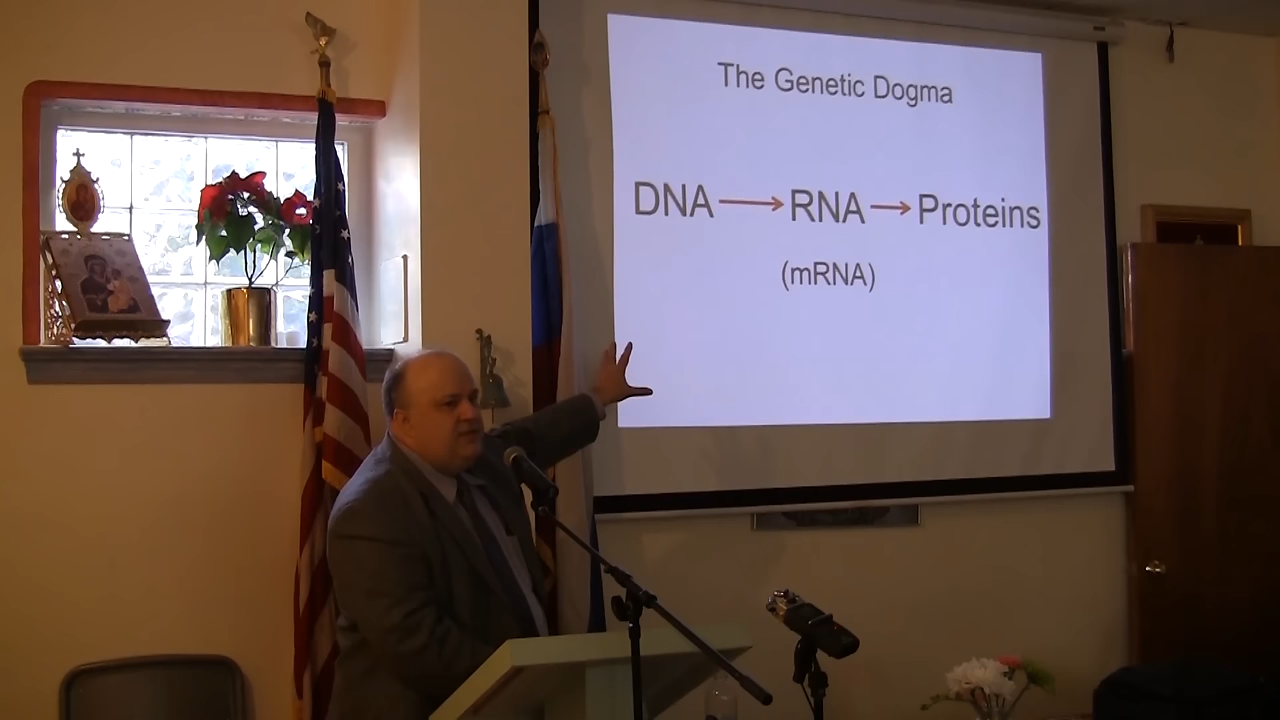 The Genetic Dogma
DNA → RNA → Proteins
(mRNA)